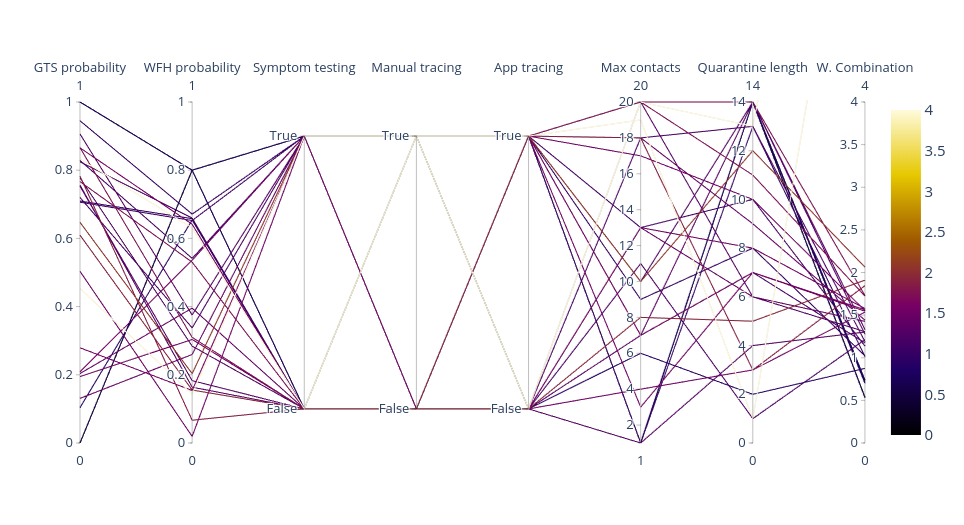 GTS probability WFH probability Symptom testing Manual tracing App tracing Max contacts Quarantine length W. Combination
1 1 20 14 4
1 1 20 14 4 4
True True True
18 3.5 3.5
0.8 0.8 16 12 3 3
14 10 2.5 2.5
0.6 0.6 12 8 2 2
10
0.4 0.4 8 6 1.5 1.5
0.2 0.2 6 4 1 1
4 2 0.5 0.5
False False False
2
0 0 0 0 0
0 0 1 0 0